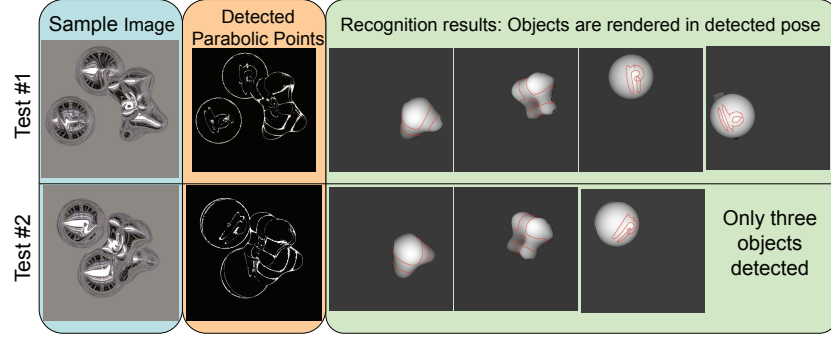 Sample Image
Detected
Parabolic Points
Recognition results: Objects are rendered in detected pose
Test #1
Test #2
Only three
objects
detected